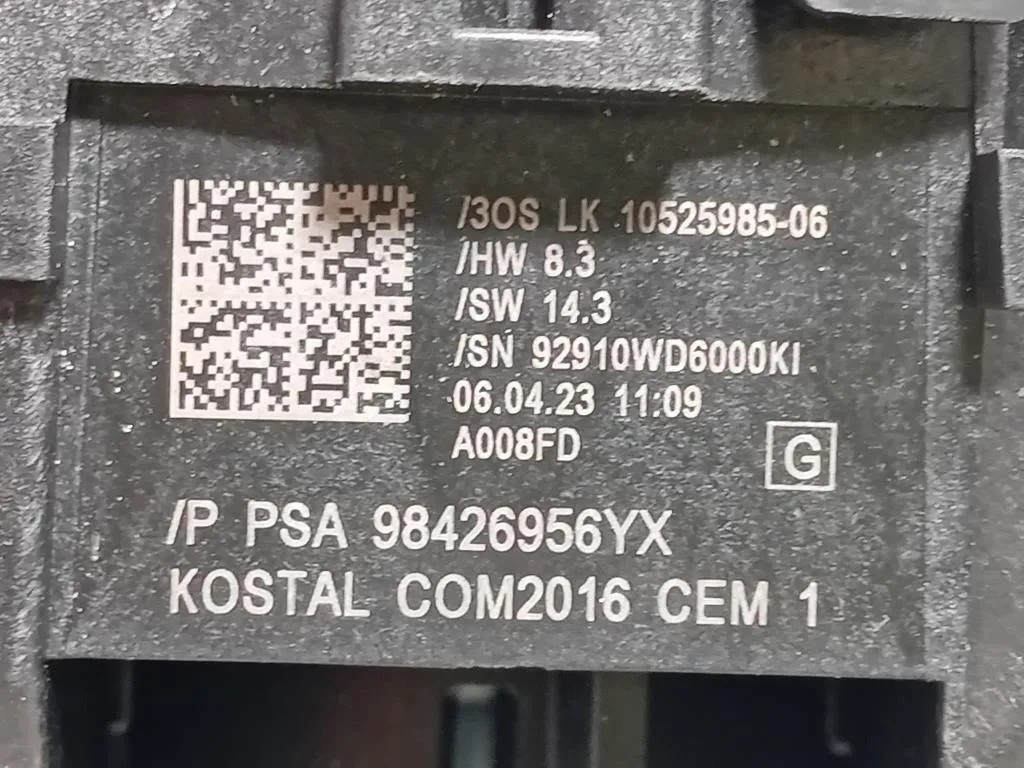 /3OS LK 10525985-06
/HW 8.3
/SW 14.3
/SN 92910WD6000KI
06.04.23 11:09
A008FD
G
/P PSA 98426956YX
KOSTAL COM2016 CEM 1